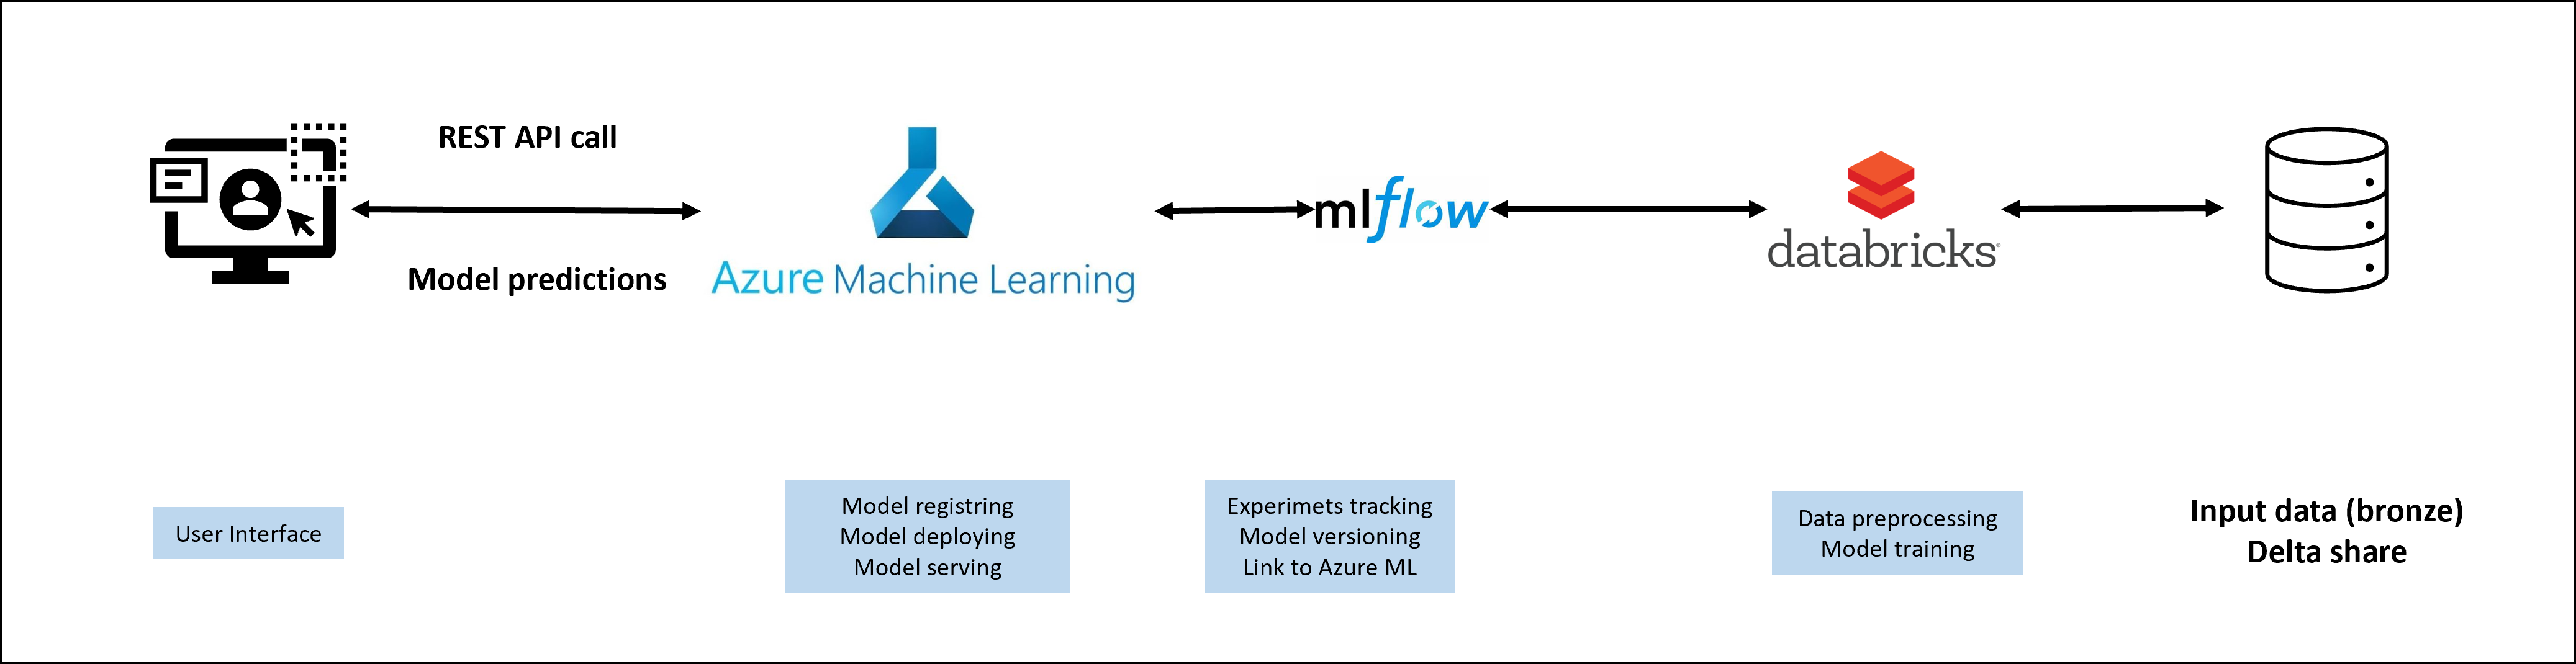 REST API call
Model predictions
Azure Machine Learning
mlflow
databricks
User Interface
Model registring
Model deploying
Model serving
Experimets tracking
Model versioning
Link to Azure ML
Data preprocessing
Model training
Input data (bronze)
Delta share